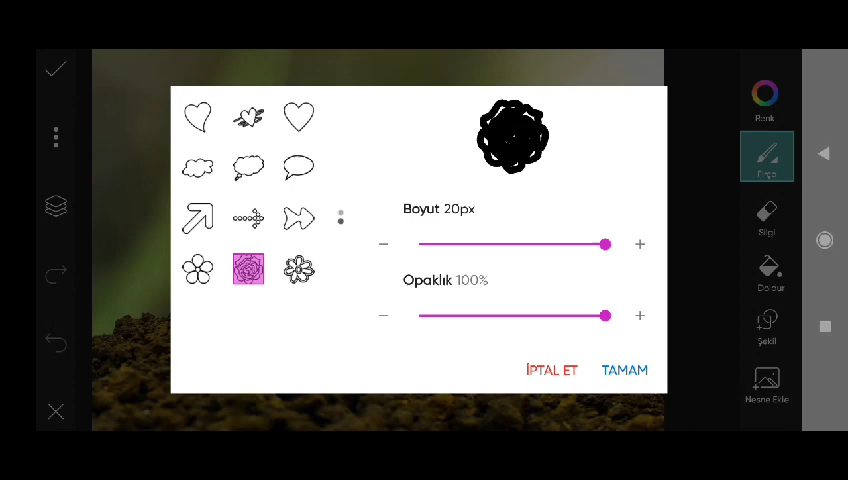 Boyut 20px
Opaklık 100%
İPTAL ET
TAMAM
Renk
Fırça
Silgi
Doldur
Şekil
Nesne Ekle